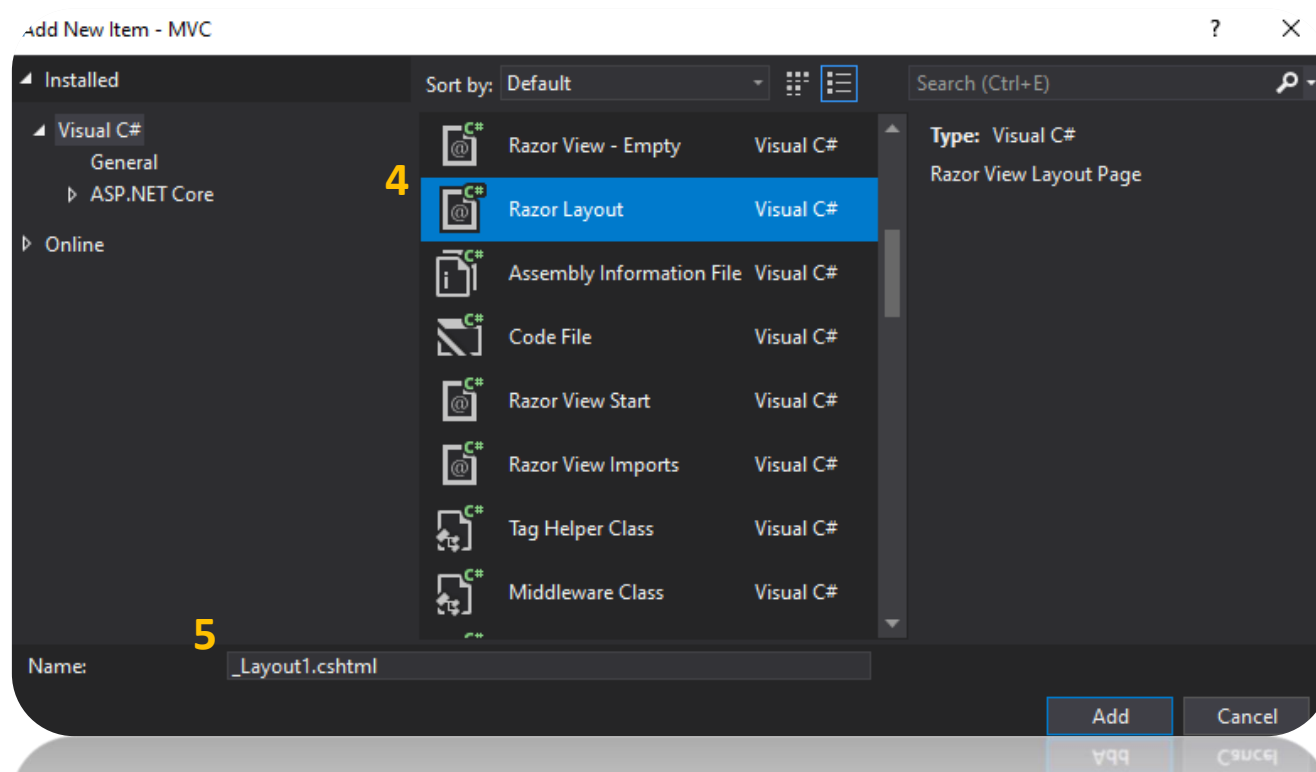 Add New Item - MVC
?
Installed
Sort by: Default
Search (Ctrl+E)
Visual C#
General
ASP.NET Core
Online
4
Razor View - Empty Visual C#
Razor Layout Visual C#
Assembly Information File Visual C#
Code File Visual C#
Razor View Start Visual C#
Razor View Imports Visual C#
Tag Helper Class Visual C#
Middleware Class Visual C#
Type: Visual C#
Razor View Layout Page
5
Name: _Layout1.cshtml
Add Cancel